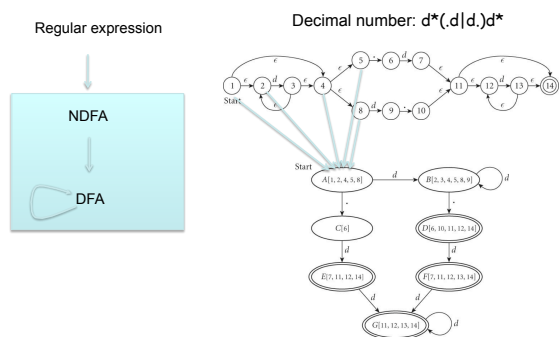 Regular expression
NDFA
DFA
Decimal number: d*(.d|d.)d*
ϵ ϵ
5 . 6 d 7
ϵ ϵ
1 ϵ 2 d 3 ϵ 4 11 ϵ 12 d 13 ϵ 14
Start
ϵ ϵ ϵ ϵ
8 d 9 . 10
Start
A[1, 2, 4, 5, 8] d B[2, 3, 4, 5, 8, 9] d
. .
C[6] D[6, 10, 11, 12, 14]
d d
E[7, 11, 12, 14] F[7, 11, 12, 13, 14]
d d
G[11, 12, 13, 14] d